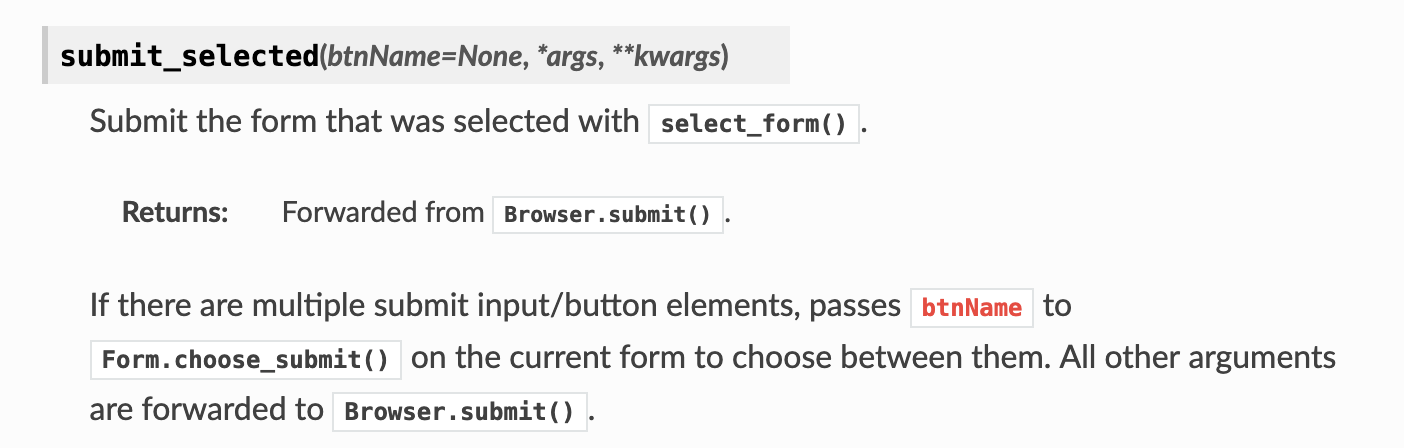 submit_selected(btnName=None, *args, **kwargs)
Submit the form that was selected with select_form().
Returns: Forwarded from Browser.submit().
If there are multiple submit input/button elements, passes btnName to
Form.choose_submit() on the current form to choose between them. All other arguments
are forwarded to Browser.submit().